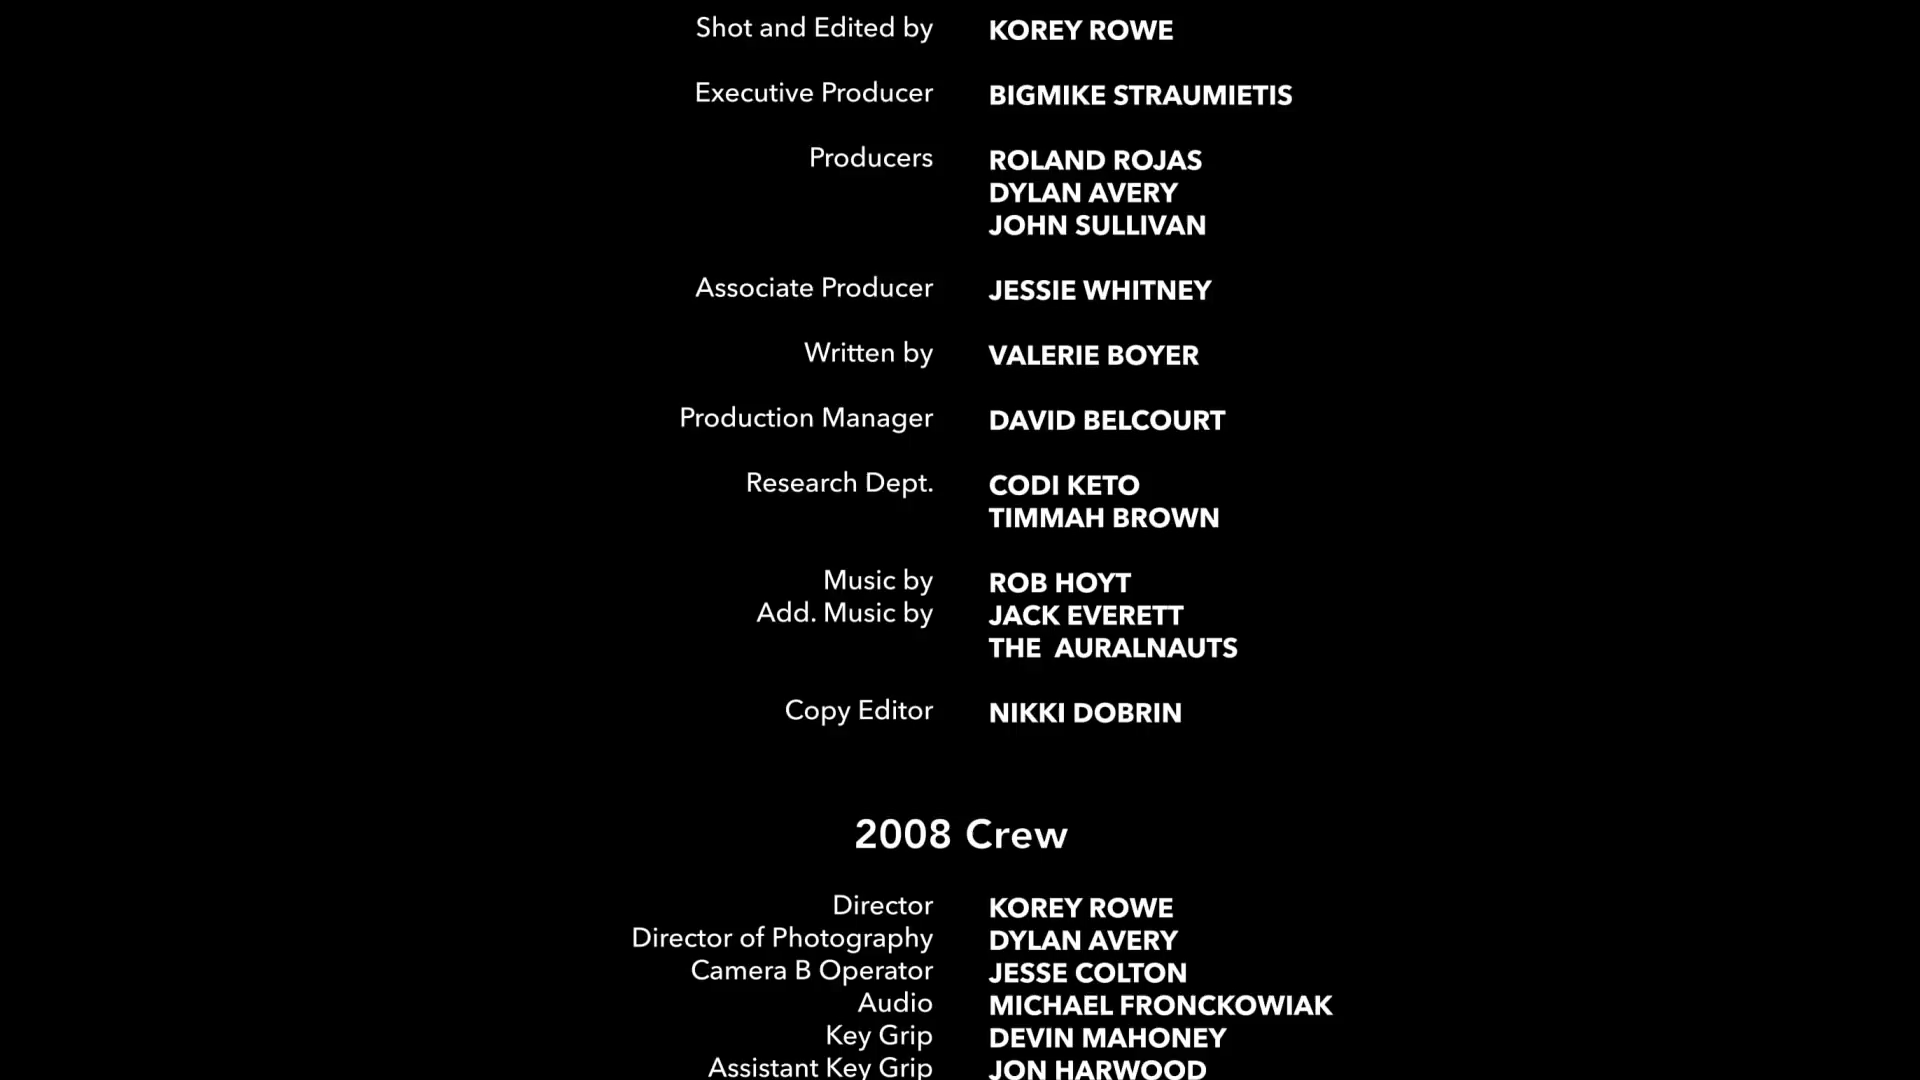 Shot and Edited by KOREY ROWE
Executive Producer BIGMIKE STRAUMIETIS
Producers ROLAND ROJAS
DYLAN AVERY
JOHN SULLIVAN
Associate Producer JESSIE WHITNEY
Written by VALERIE BOYER
Production Manager DAVID BELCOURT
Research Dept. CODI KETO
TIMMAH BROWN
Music by ROB HOYT
Add. Music by JACK EVERETT
THE AURALNAUTS
Copy Editor NIKKI DOBRIN
2008 Crew
Director KOREY ROWE
Director of Photography DYLAN AVERY
Camera B Operator JESSE COLTON
Audio MICHAEL FRONCKOWIAK
Key Grip DEVIN MAHONEY
Assistant Key Grip JON HARWOOD